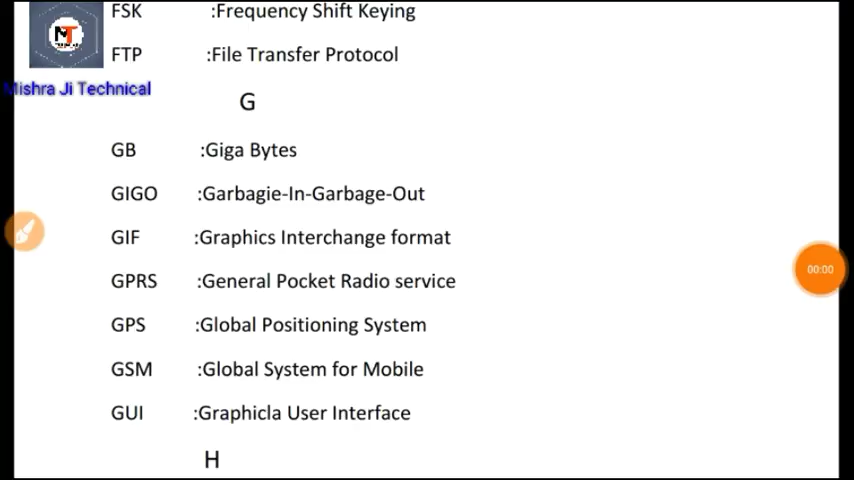 FSK :Frequency Shift Keying
FTP :File Transfer Protocol
Mishra Ji Technical
G
GB :Giga Bytes
GIGO :Garbagie-In-Garbage-Out
GIF :Graphics Interchange format
GPRS :General Pocket Radio service
00:00
GPS :Global Positioning System
GSM :Global System for Mobile
GUI :Graphicla User Interface
H